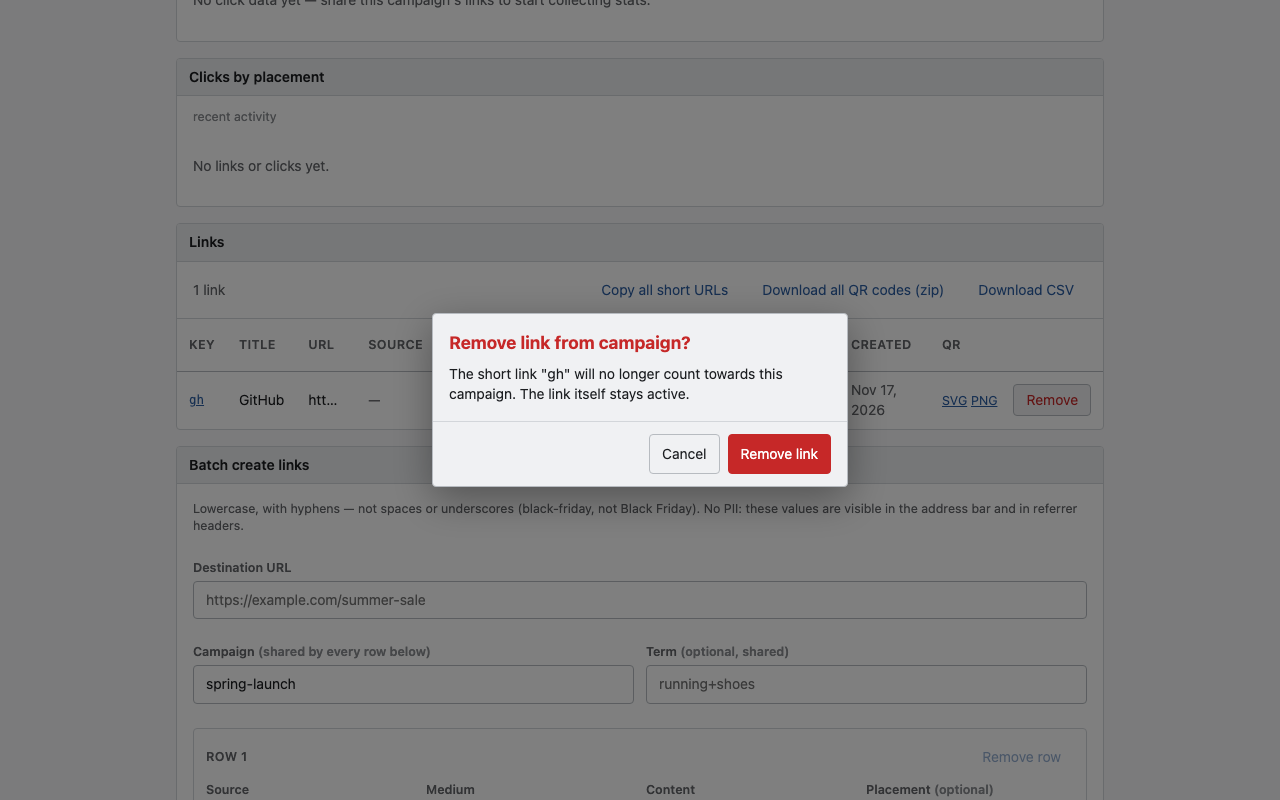 No click data yet — share this campaign's links to start collecting stats.
Clicks by placement
recent activity
No links or clicks yet.
Links
1 link
Copy all short URLs
Download all QR codes (zip)
Download CSV
KEY TITLE URL SOURCE CREATED QR
gh GitHub htt... — Nov 17, 2026 SVG PNG Remove
Remove link from campaign?
The short link "gh" will no longer count towards this
campaign. The link itself stays active.
Cancel
Remove link
Batch create links
Lowercase, with hyphens — not spaces or underscores (black-friday, not Black Friday). No PII: these values are visible in the address bar and in referrer
headers.
Destination URL
https://example.com/summer-sale
Campaign (shared by every row below)
spring-launch
Term (optional, shared)
running+shoes
ROW 1
Remove row
Source Medium Content Placement (optional)